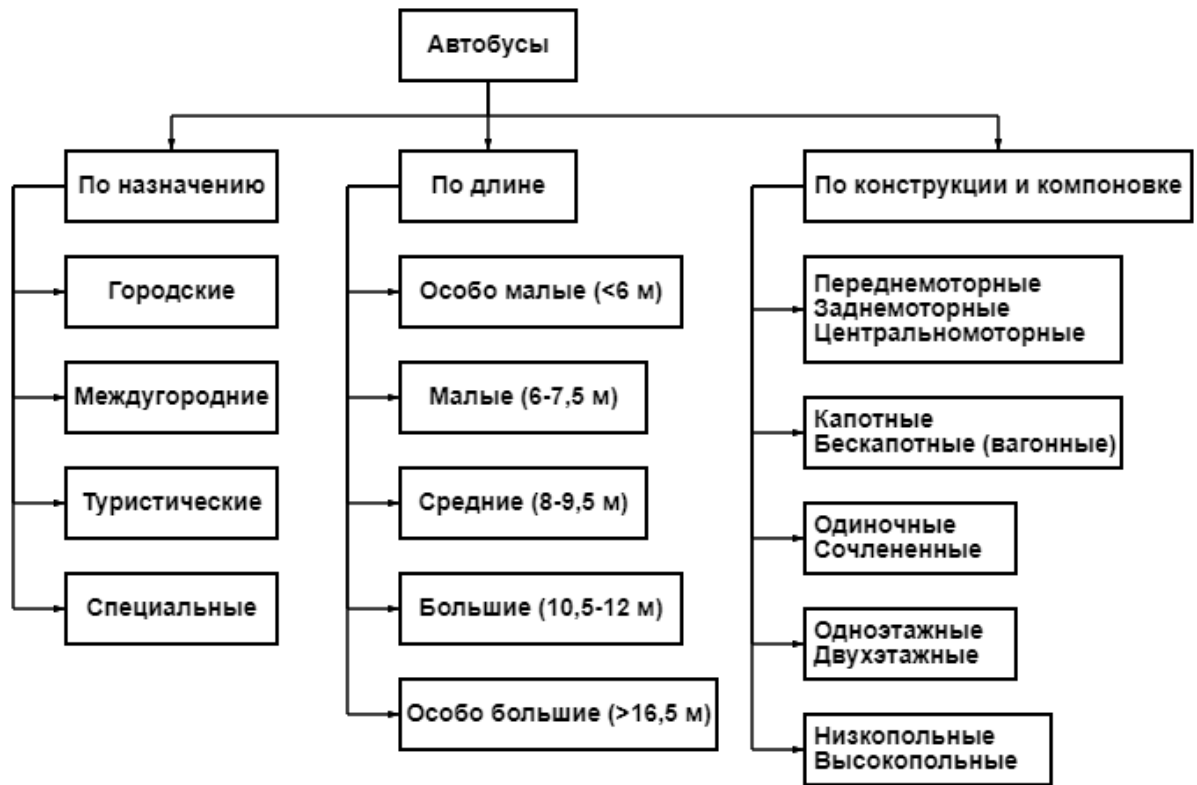 Автобусы
По назначению
Городские
Междугородние
Туристические
Специальные
По длине
Особо малые (<6 м)
Малые (6-7,5 м)
Средние (8-9,5 м)
Большие (10,5-12 м)
Особо большие (>16,5 м)
По конструкции и компоновке
Переднемоторные
Заднемоторные
Центральномоторные
Капотные
Бескапотные (вагонные)
Одиночные
Сочлененные
Одноэтажные
Двухэтажные
Низкопольные
Высокопольные